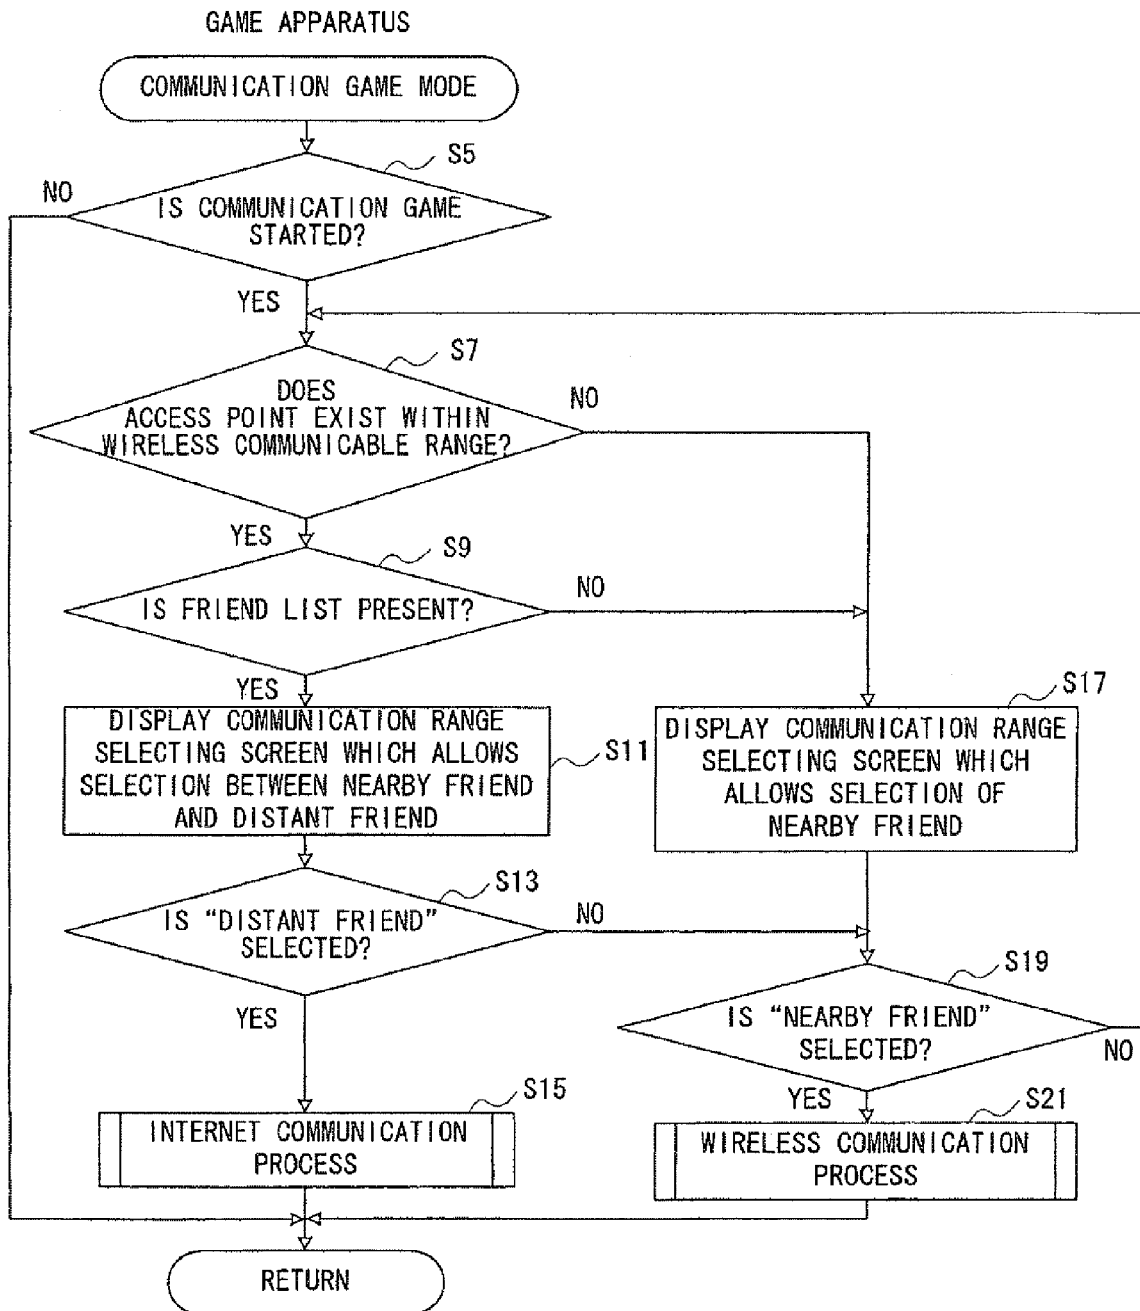 GAME APPARATUS
COMMUNICATION GAME MODE
S5
NO
IS COMMUNICATION GAME
STARTED?
YES
S7
DOES
ACCESS POINT EXIST WITHIN
WIRELESS COMMUNICABLE RANGE?
NO
YES
S9
IS FRIEND LIST PRESENT?
NO
YES
DISPLAY COMMUNICATION RANGE
SELECTING SCREEN WHICH ALLOWS
SELECTION BETWEEN NEARBY FRIEND
AND DISTANT FRIEND
S11
S17
DISPLAY COMMUNICATION RANGE
SELECTING SCREEN WHICH
ALLOWS SELECTION OF
NEARBY FRIEND
S13
IS “DISTANT FRIEND”
SELECTED?
NO
YES
S19
IS “NEARBY FRIEND”
SELECTED?
NO
YES
S15
INTERNET COMMUNICATION
PROCESS
S21
WIRELESS COMMUNICATION
PROCESS
RETURN